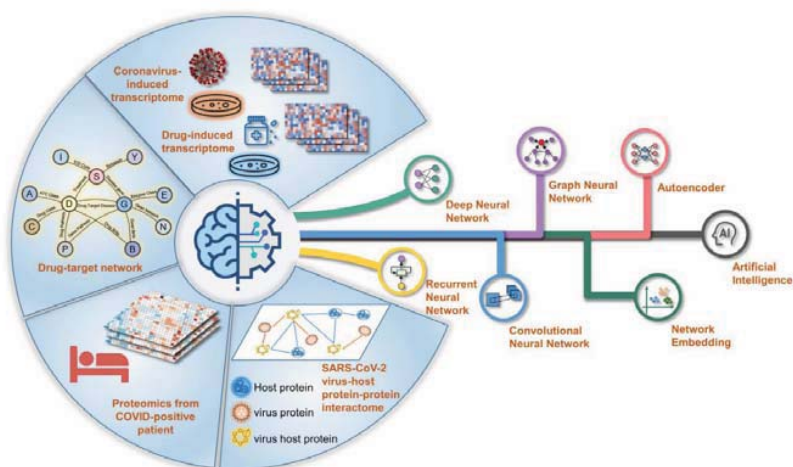 Coronavirus-
induced
transcriptome
Drug-induced
transcriptome
I
Y
S
A
D
G
E
C
N
P
B
Drug-target network
Proteomics from
COVID-positive
patient
SARS-CoV-2
virus-host
protein-protein
interactome
Host protein
virus protein
virus host protein
Deep Neural
Network
Recurrent
Neural
Network
Graph Neural
Network
Convolutional
Neural Network
Autoencoder
Network
Embedding
AI
Artificial
Intelligence